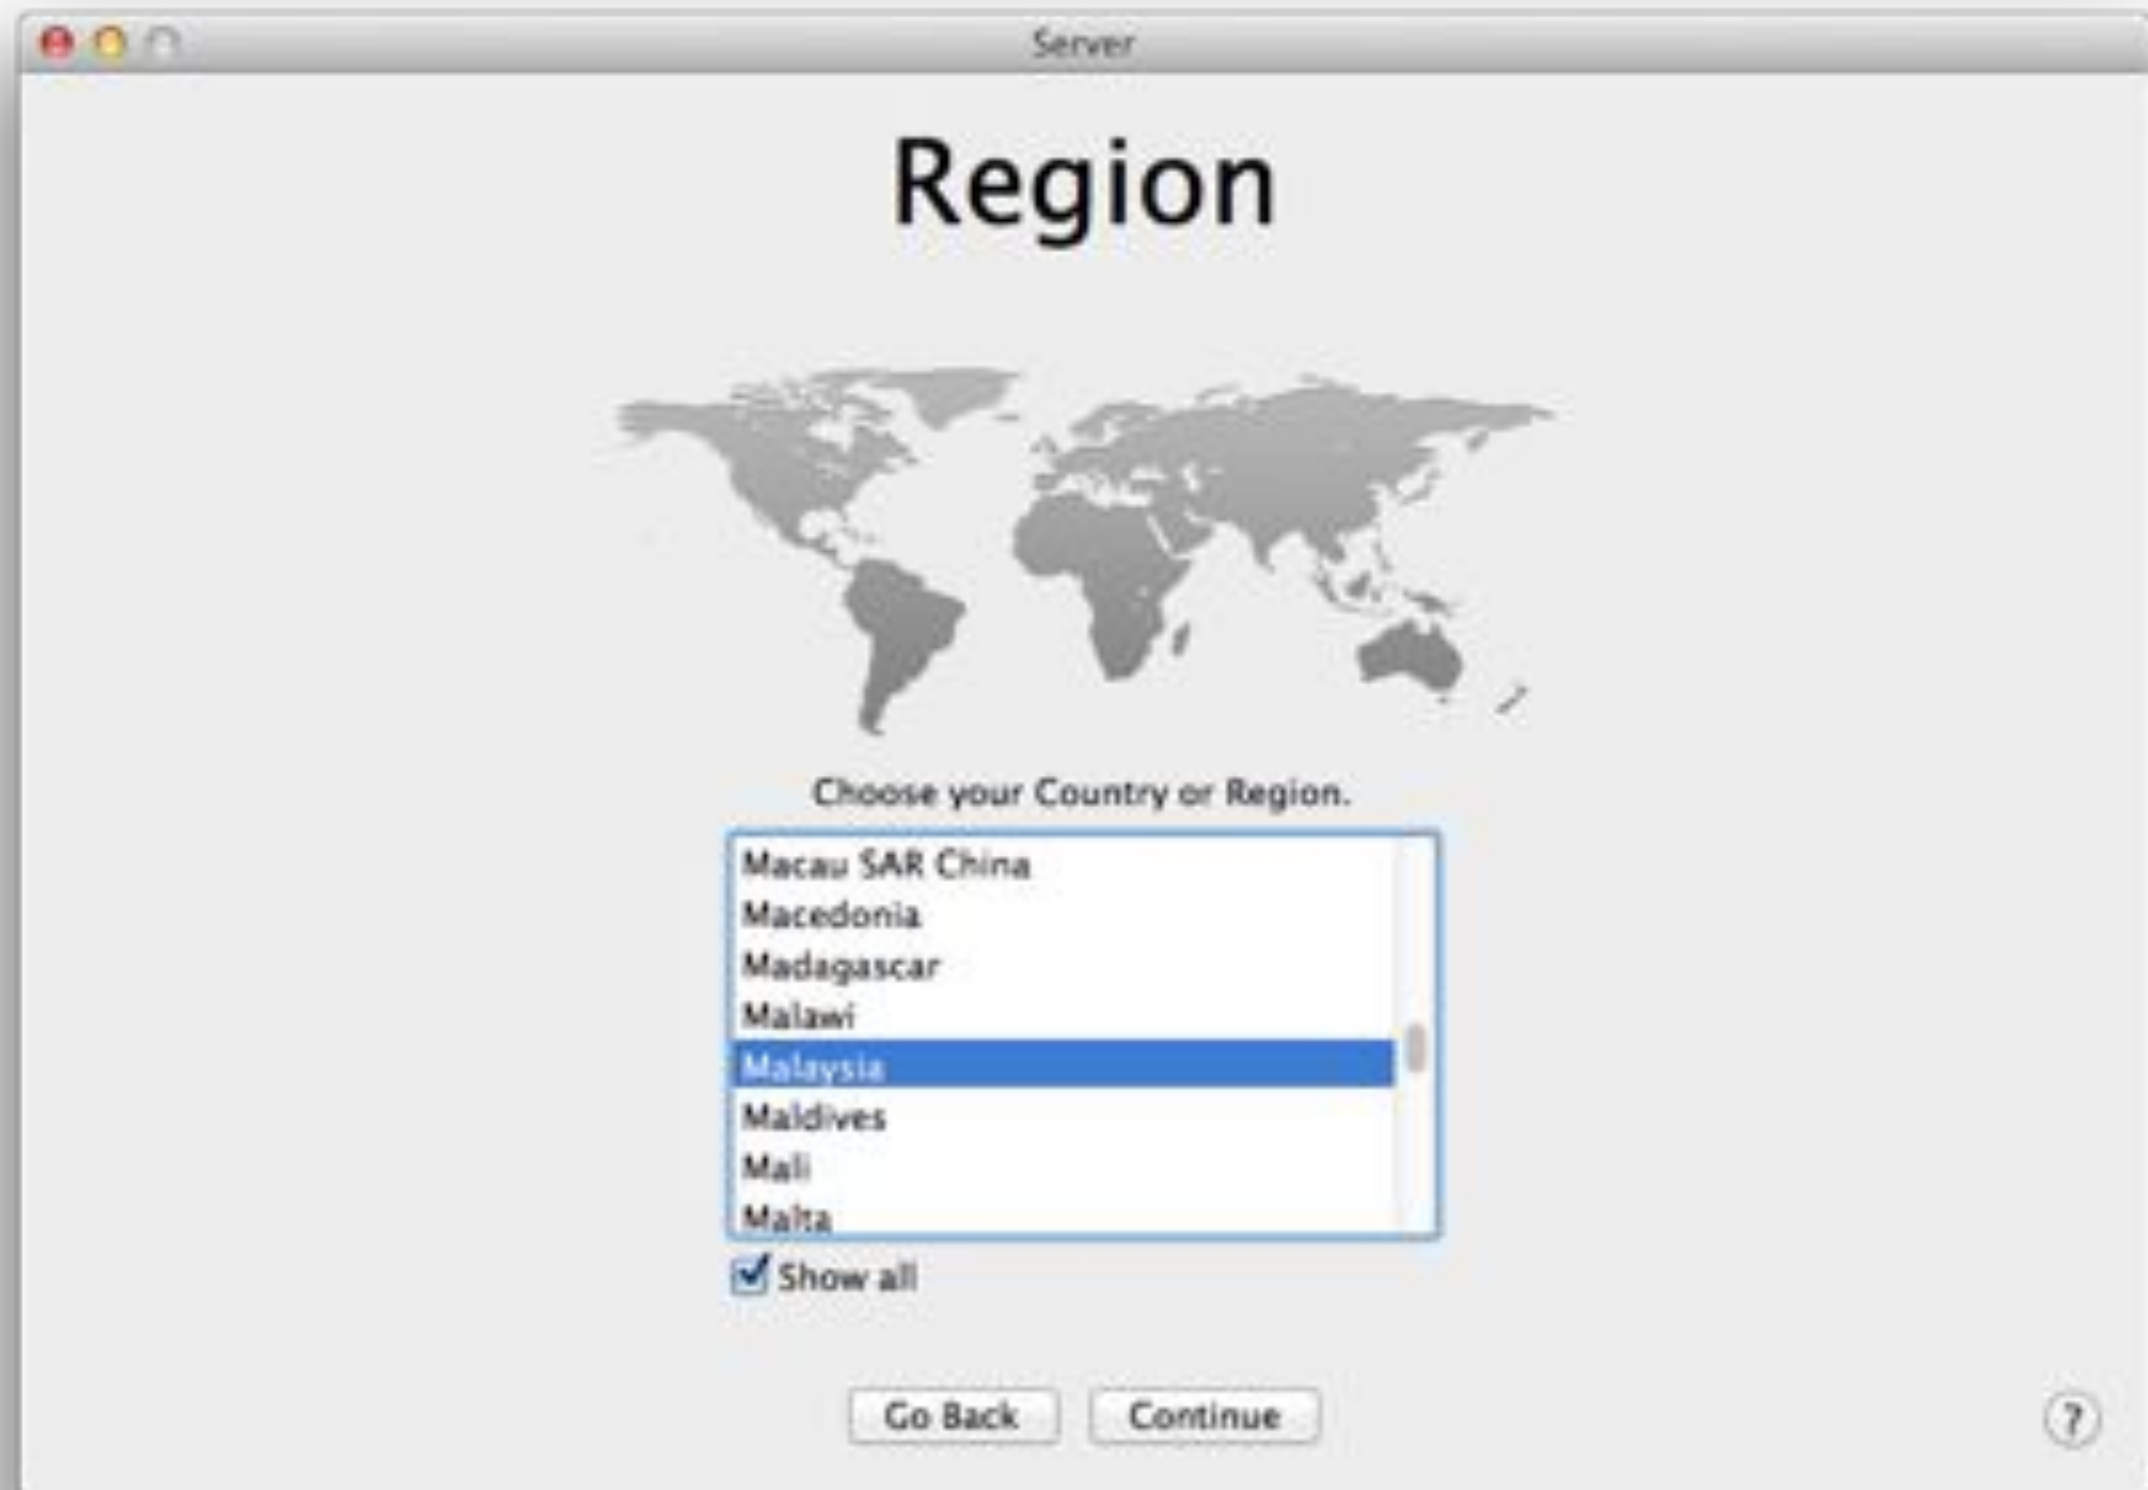 Server
Region
Choose your Country or Region.
Macau SAR China
Macedonia
Madagascar
Malawi
Malaysia
Maldives
Mali
Malta
Show all
Go Back
Continue
?